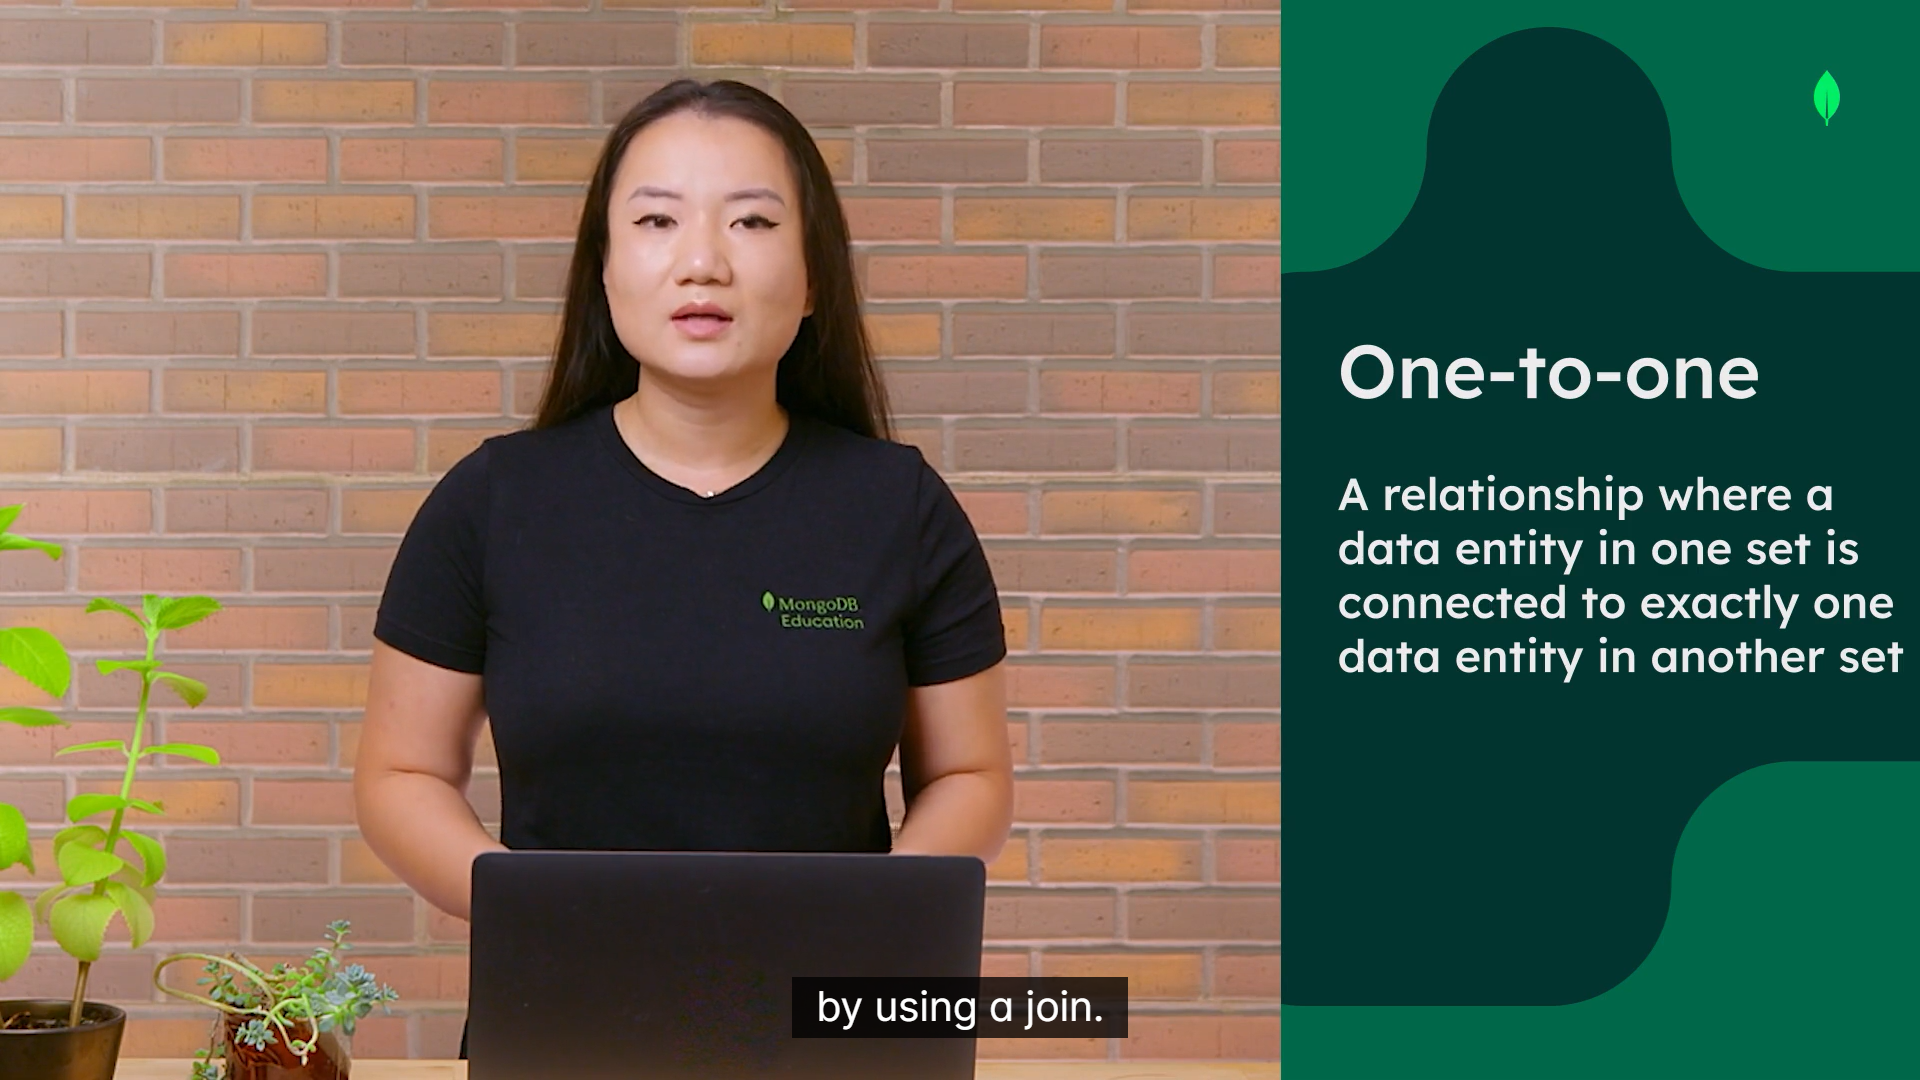 One-to-one
A relationship where a
data entity in one set is
connected to exactly one
data entity in another set
MongoDB
Education
by using a join.